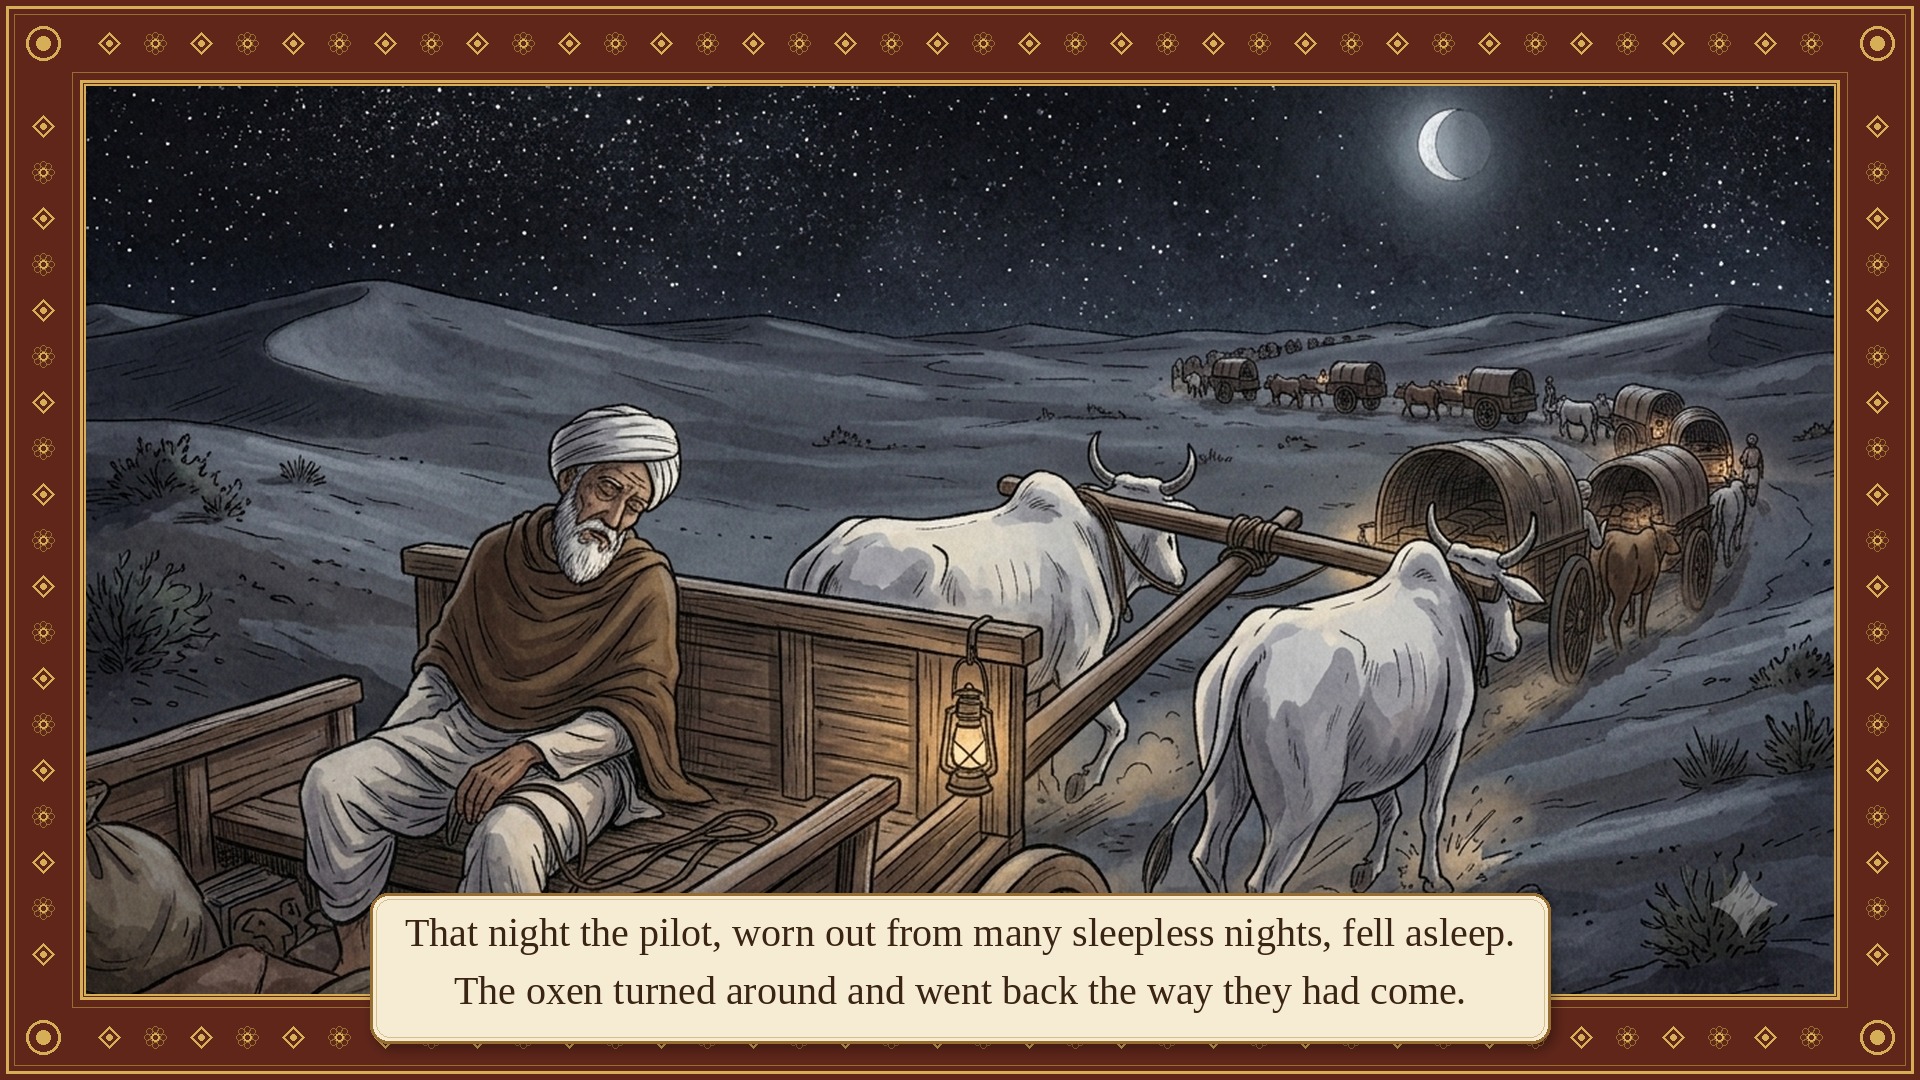 That night the pilot, worn out from many sleepless nights, fell asleep.
The oxen turned around and went back the way they had come.